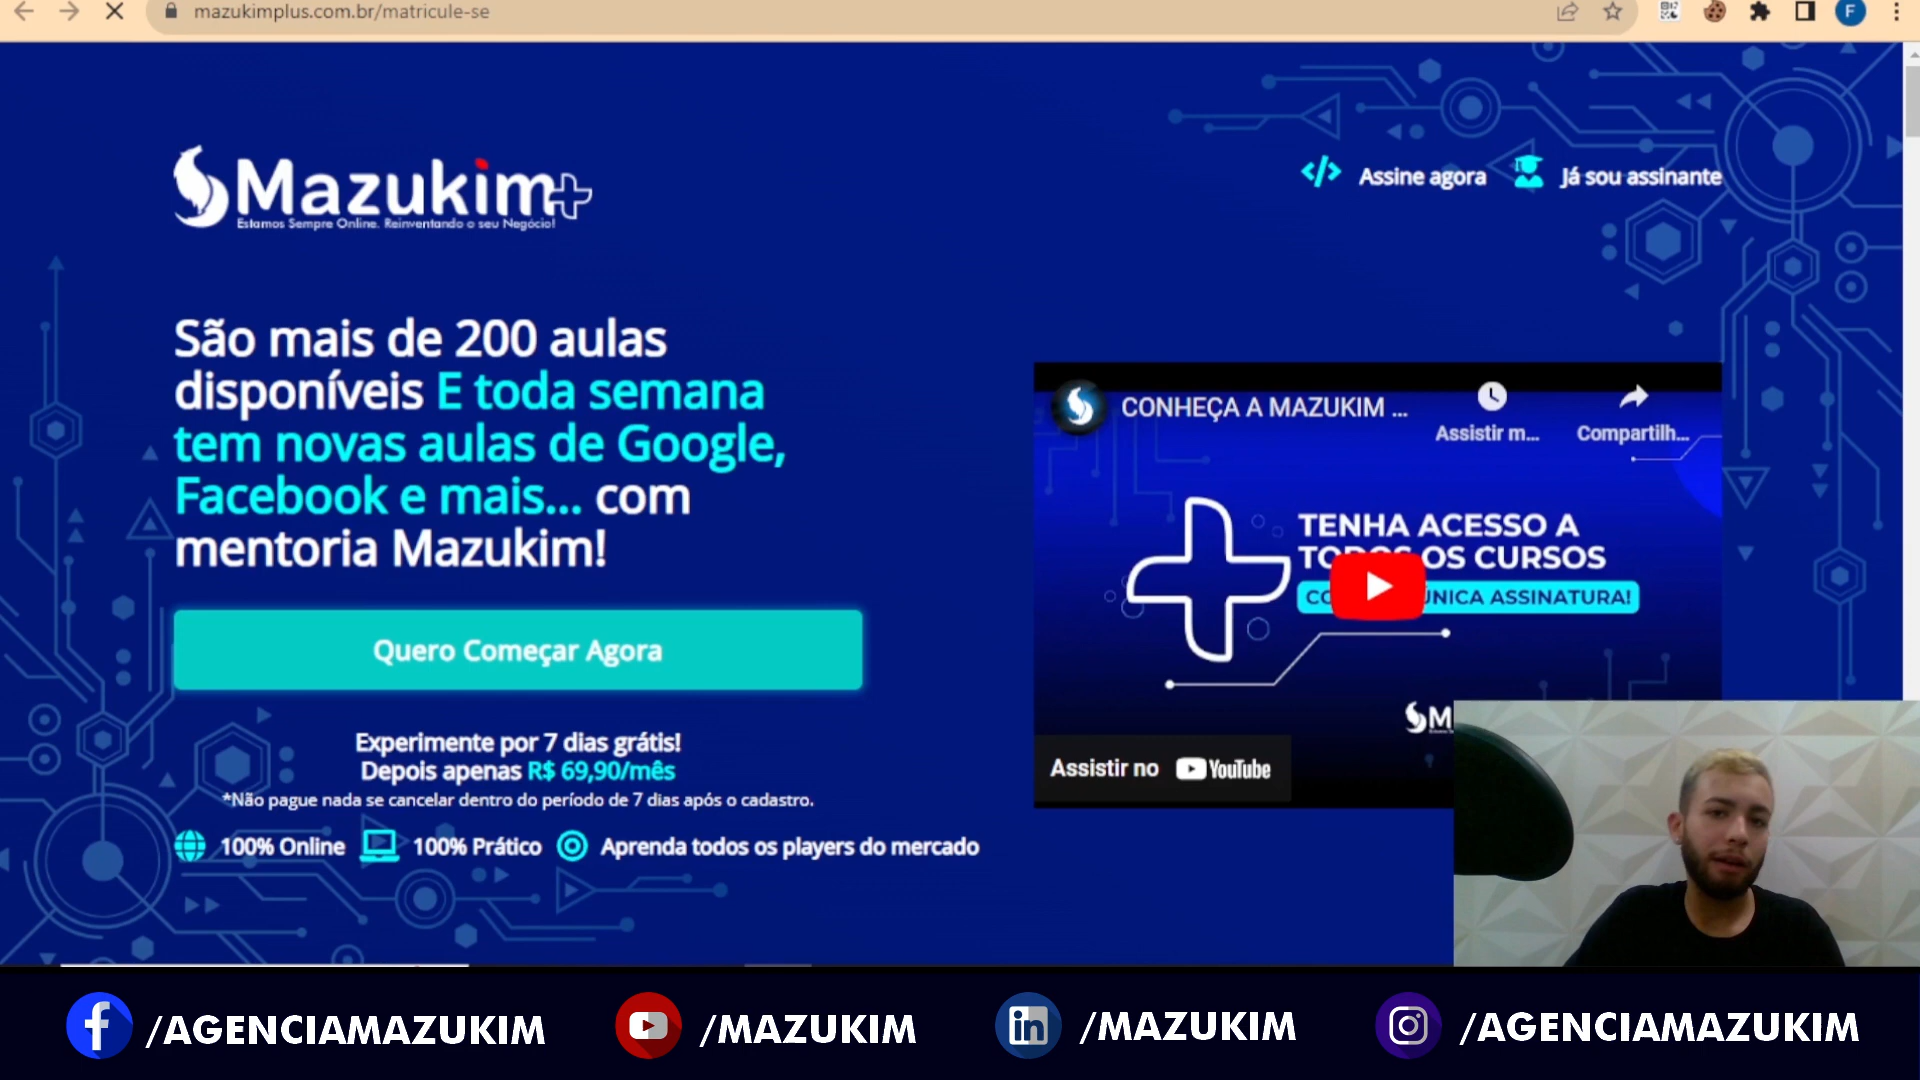 mazukimplus.com.br/matricule-se
F
Mazukim+
Estamos Sempre Online. Reinventando o seu Negócio!
Assine agora
Já sou assinante
São mais de 200 aulas
disponíveis E toda semana
tem novas aulas de Google,
Facebook e mais... com
mentoria Mazukim!
Quero Começar Agora
Experimente por 7 dias grátis!
Depois apenas R$ 69,90/mês
*Não pague nada se cancelar dentro do período de 7 dias após o cadastro.
100% Online
100% Prático
Aprenda todos os players do mercado
CONHEÇA A MAZUKIM ...
Assistir m...
Compartilh...
TENHA ACESSO A
OS CURSOS
ASSINATURA!
Assistir no YouTube
/AGENCIAMAZUKIM
/MAZUKIM
/MAZUKIM
/AGENCIAMAZUKIM